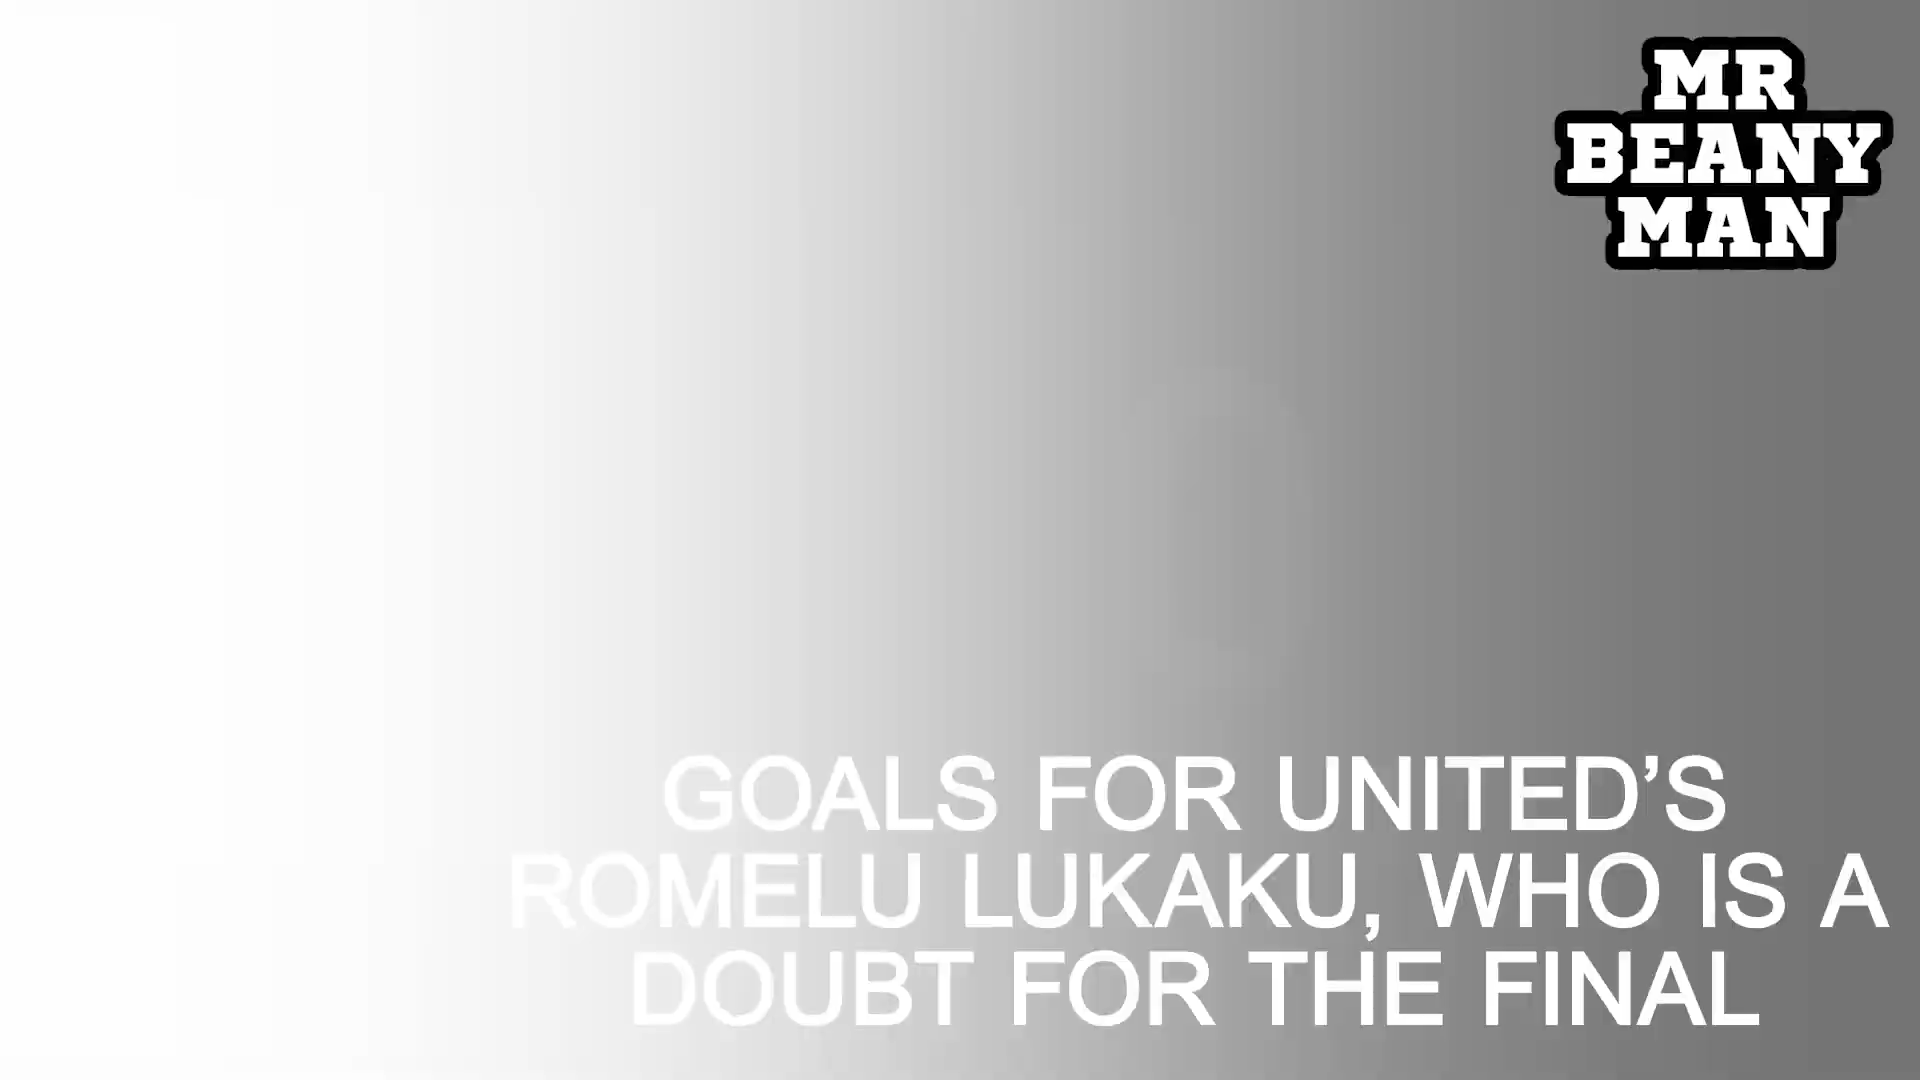 MR
BEANY
MAN
GOALS FOR UNITED’S
ROMELU LUKAKU, WHO IS A
DOUBT FOR THE FINAL